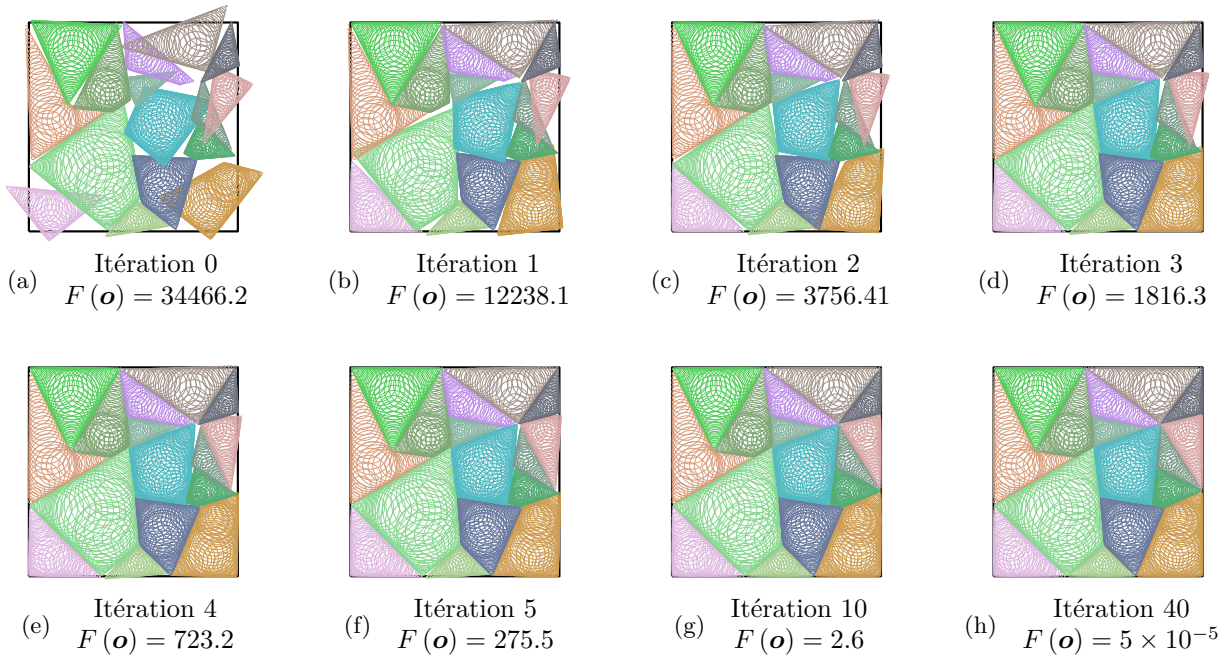 (a) Itération 0
F (o) = 34466.2
(b) Itération 1
F (o) = 12238.1
(c) Itération 2
F (o) = 3756.41
(d) Itération 3
F (o) = 1816.3
(e) Itération 4
F (o) = 723.2
(f) Itération 5
F (o) = 275.5
(g) Itération 10
F (o) = 2.6
(h) Itération 40
F (o) = 5 × 10⁻⁵